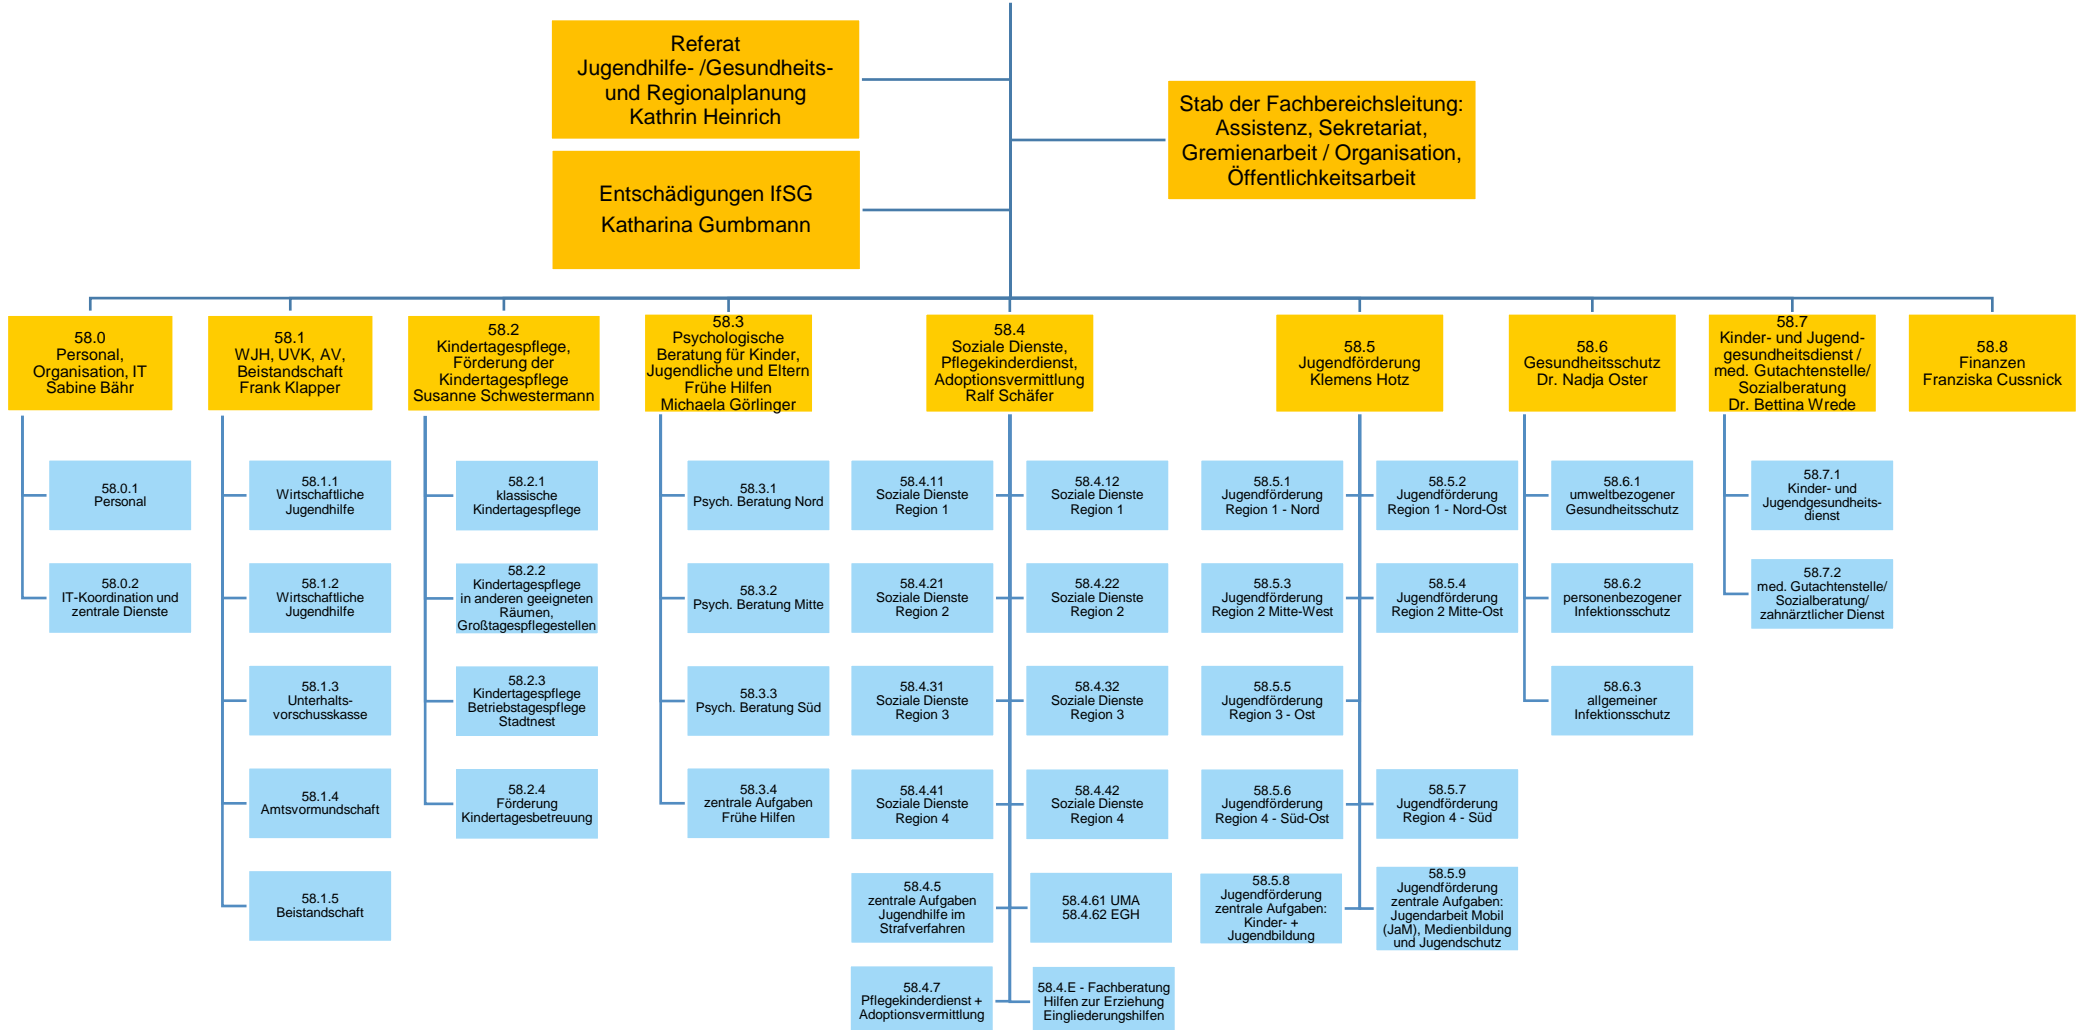 Referat
Jugendhilfe- /Gesundheits-
und Regionalplanung
Kathrin Heinrich
Stab der Fachbereichsleitung:
Assistenz, Sekretariat,
Gremienarbeit / Organisation,
Öffentlichkeitsarbeit
Entschädigungen IfSG
Katharina Gumbmann
58.0
Personal,
Organisation, IT
Sabine Bähr
58.1
WJH, UVK, AV,
Beistandschaft
Frank Klapper
58.2
Kindertagespflege,
Förderung der
Kindertagespflege
Susanne Schwestermann
58.3
Psychologische
Beratung für Kinder,
Jugendliche und Eltern
Frühe Hilfen
Michaela Görlinger
58.4
Soziale Dienste,
Pflegekinderdienst,
Adoptionsvermittlung
Ralf Schäfer
58.5
Jugendförderung
Klemens Hotz
58.6
Gesundheitsschutz
Dr. Nadja Oster
58.7
Kinder- und Jugend-
gesundheitsdienst /
med. Gutachtenstelle/
Sozialberatung
Dr. Bettina Wrede
58.8
Finanzen
Franziska Cussnick
58.0.1
Personal
58.0.2
IT-Koordination und
zentrale Dienste
58.1.1
Wirtschaftliche
Jugendhilfe
58.1.2
Wirtschaftliche
Jugendhilfe
58.1.3
Unterhalts-
vorschusskasse
58.1.4
Amtsvormundschaft
58.1.5
Beistandschaft
58.2.1
klassische
Kindertagespflege
58.2.2
Kindertagespflege
in anderen geeigneten
Räumen,
Großtagespflegestellen
58.2.3
Kindertagespflege
Betriebstagespflege
Stadtnest
58.2.4
Förderung
Kindertagesbetreuung
58.3.1
Psych. Beratung Nord
58.3.2
Psych. Beratung Mitte
58.3.3
Psych. Beratung Süd
58.3.4
zentrale Aufgaben
Frühe Hilfen
58.4.11
Soziale Dienste
Region 1
58.4.12
Soziale Dienste
Region 1
58.4.21
Soziale Dienste
Region 2
58.4.22
Soziale Dienste
Region 2
58.4.31
Soziale Dienste
Region 3
58.4.32
Soziale Dienste
Region 3
58.4.41
Soziale Dienste
Region 4
58.4.42
Soziale Dienste
Region 4
58.4.5
zentrale Aufgaben
Jugendhilfe im
Strafverfahren
58.4.61 UMA
58.4.62 EGH
58.4.7
Pflegekinderdienst +
Adoptionsvermittlung
58.4.E - Fachberatung
Hilfen zur Erziehung
Eingliederungshilfen
58.5.1
Jugendförderung
Region 1 - Nord
58.5.2
Jugendförderung
Region 1 - Nord-Ost
58.5.3
Jugendförderung
Region 2 Mitte-West
58.5.4
Jugendförderung
Region 2 Mitte-Ost
58.5.5
Jugendförderung
Region 3 - Ost
58.5.6
Jugendförderung
Region 4 - Süd-Ost
58.5.7
Jugendförderung
Region 4 - Süd
58.5.8
Jugendförderung
zentrale Aufgaben:
Kinder- +
Jugendbildung
58.5.9
Jugendförderung
zentrale Aufgaben:
Jugendarbeit Mobil
(JaM), Medienbildung
und Jugendschutz
58.6.1
umweltbezogener
Gesundheitsschutz
58.6.2
personenbezogener
Infektionsschutz
58.6.3
allgemeiner
Infektionsschutz
58.7.1
Kinder- und
Jugendgesundheits-
dienst
58.7.2
med. Gutachtenstelle/
Sozialberatung/
zahnärztlicher Dienst